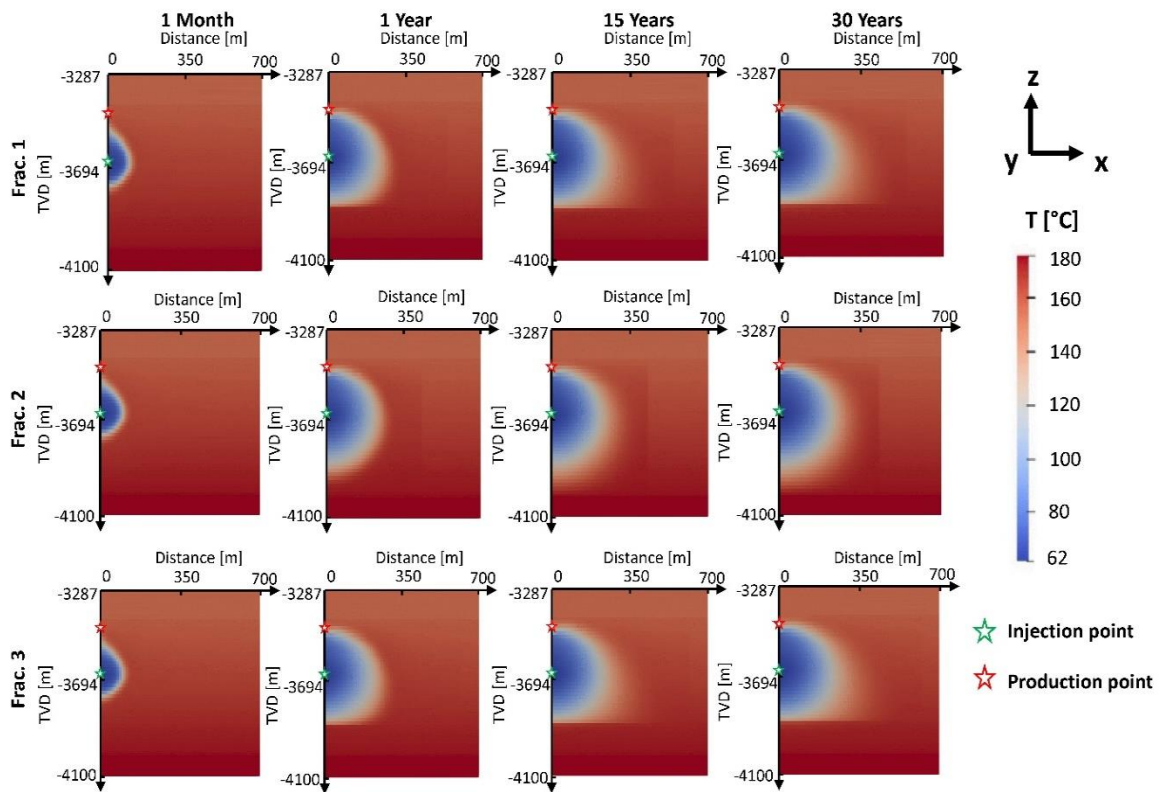 1 Month 1 Year 15 Years 30 Years
Distance [m] Distance [m] Distance [m] Distance [m]
0 350 700 0 350 700 0 350 700 0 350 700
-3287 -3287 -3287 -3287
Frac. 1
TVD [m] TVD [m] TVD [m] TVD [m]
-3694 -3694 -3694 -3694
-4100 -4100 -4100 -4100
z
y x
T [°C]
180
160
140
120
100
80
62
Distance [m] Distance [m] Distance [m] Distance [m]
0 350 700 0 350 700 0 350 700 0 350 700
-3287 -3287 -3287 -3287
Frac. 2
TVD [m] TVD [m] TVD [m] TVD [m]
-3694 -3694 -3694 -3694
-4100 -4100 -4100 -4100
Distance [m] Distance [m] Distance [m] Distance [m]
0 350 700 0 350 700 0 350 700 0 350 700
-3287 -3287 -3287 -3287
Frac. 3
TVD [m] TVD [m] TVD [m] TVD [m]
-3694 -3694 -3694 -3694
-4100 -4100 -4100 -4100
Injection point
Production point